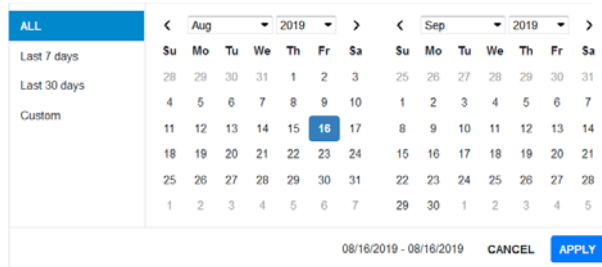 ALL
Last 7 days
Last 30 days
Custom
Aug 2019
Su Mo Tu We Th Fr Sa
28 29 30 31 1 2 3
4 5 6 7 8 9 10
11 12 13 14 15 16 17
18 19 20 21 22 23 24
25 26 27 28 29 30 31
1 2 3 4 5 6 7
Sep 2019
Su Mo Tu We Th Fr Sa
25 26 27 28 29 30 31
1 2 3 4 5 6 7
8 9 10 11 12 13 14
15 16 17 18 19 20 21
22 23 24 25 26 27 28
29 30 1 2 3 4 5
08/16/2019 - 08/16/2019 CANCEL APPLY